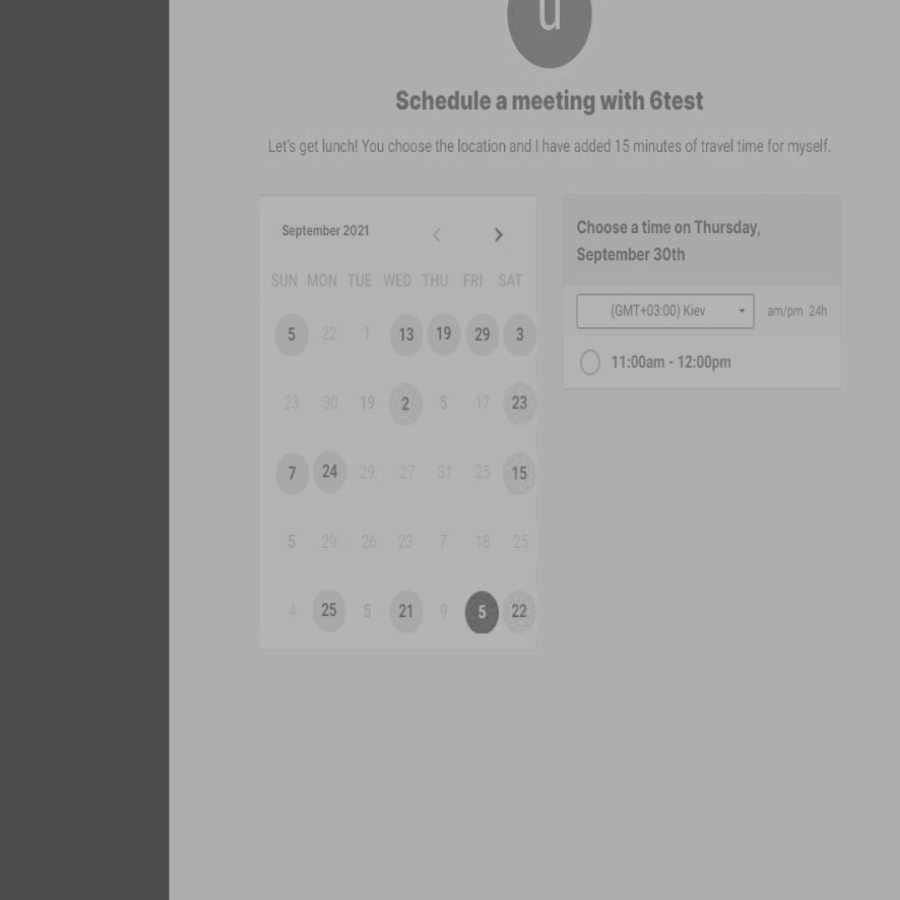 u
Schedule a meeting with 6test
Let's get lunch! You choose the location and I have added 15 minutes of travel time for myself.
September 2021
SUN MON TUE WED THU FRI SAT
5 22 1 13 19 29 3
23 30 19 2 5 17 23
7 24 29 27 31 25 15
5 29 26 23 7 18 25
4 25 5 21 9 5 22
Choose a time on Thursday,
September 30th
(GMT+03:00) Kiev am/pm 24h
11:00am - 12:00pm